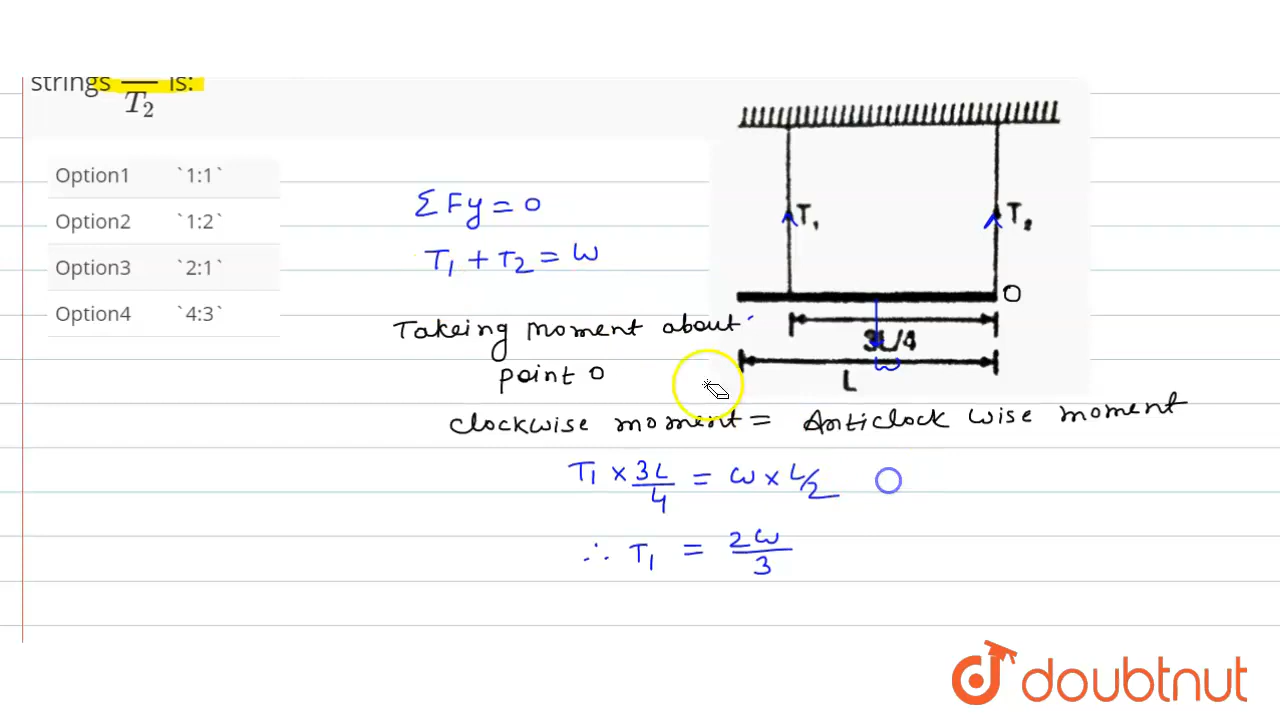 strings T₂ is:
Option1 `1:1`
Option2 `1:2`
Option3 `2:1`
Option4 `4:3`
ΣFy = 0
T₁ + T₂ = W
Takeing moment about
point O
clockwise moment = Anticlock wise moment
T₁ × 3L/4 = W × L/2
∴ T₁ = 2W/3
T₁
T₂
O
3L/4
W
L
doubtnut